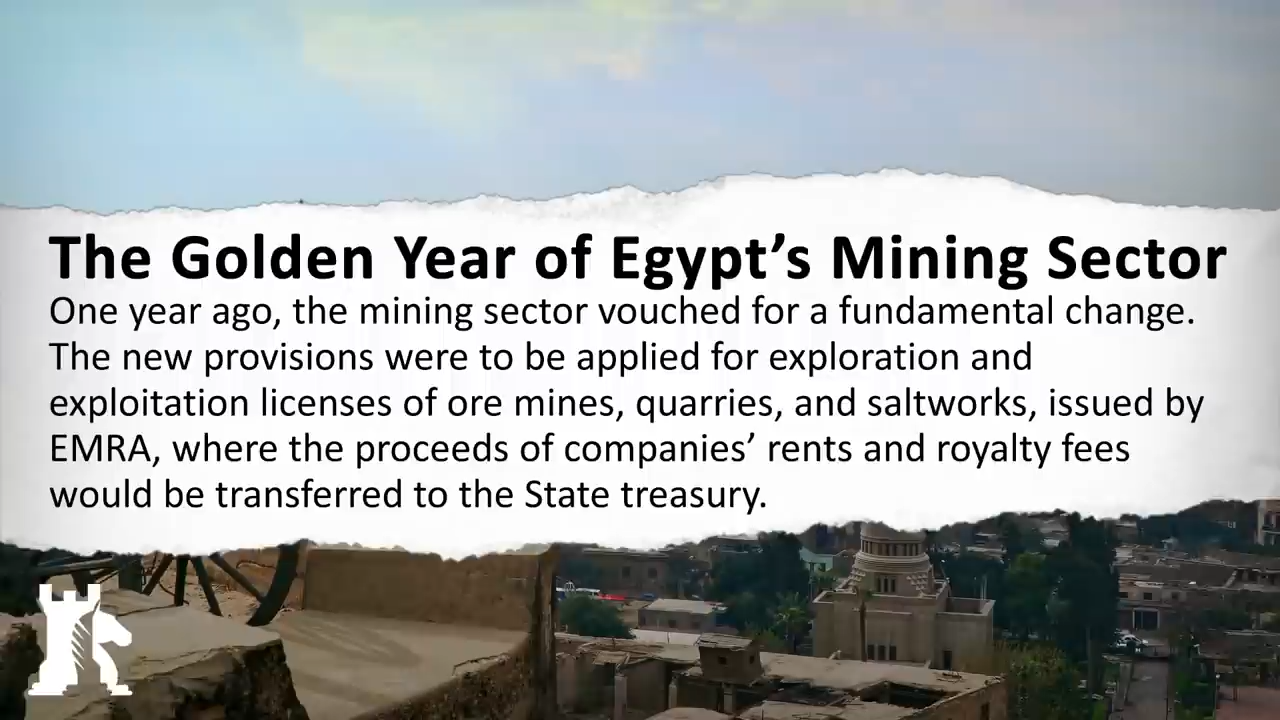 The Golden Year of Egypt’s Mining Sector
One year ago, the mining sector vouched for a fundamental change.
The new provisions were to be applied for exploration and
exploitation licenses of ore mines, quarries, and saltworks, issued by
EMRA, where the proceeds of companies’ rents and royalty fees
would be transferred to the State treasury.